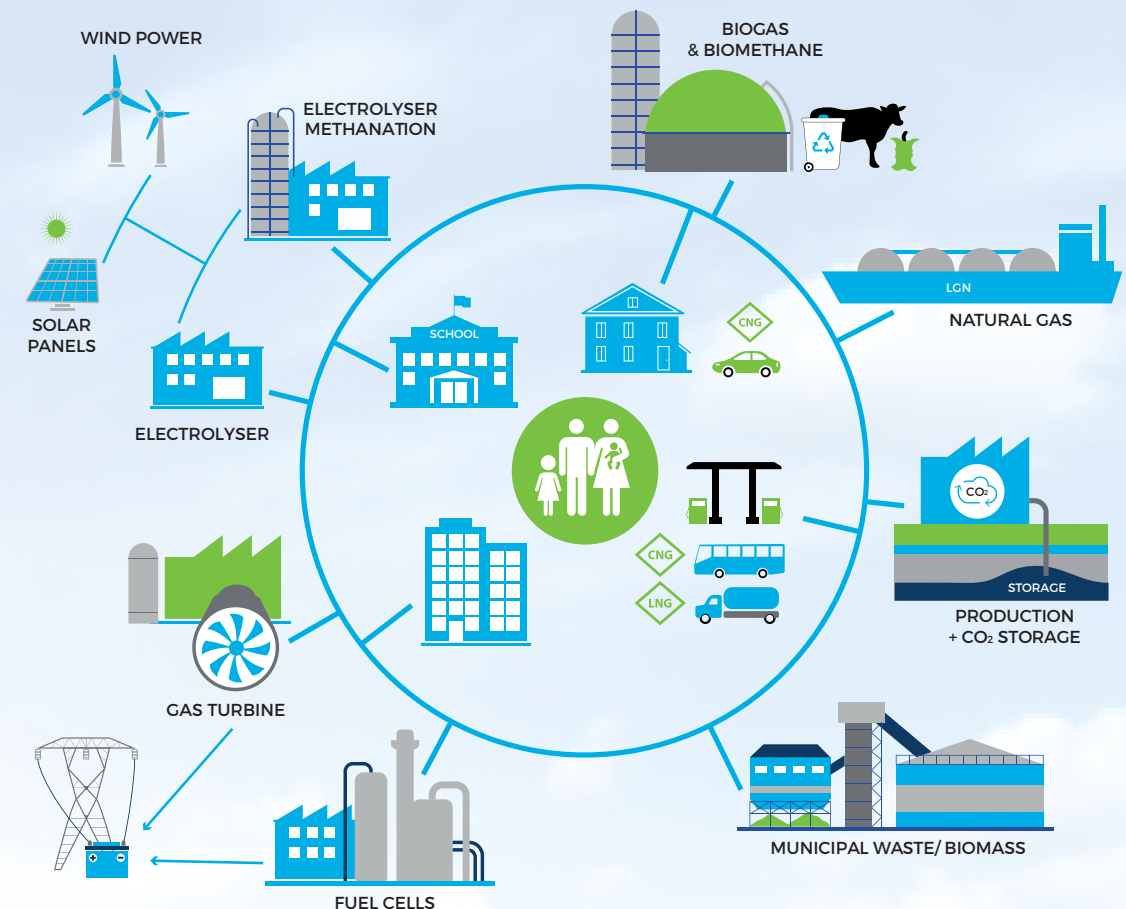 WIND POWER
BIOGAS
& BIOMETHANE
ELECTROLYSER
METHANATION
SOLAR
PANELS
ELECTROLYSER
SCHOOL
CNG
LGN
NATURAL GAS
CNG
LNG
CO₂
STORAGE
PRODUCTION
+ CO₂ STORAGE
GAS TURBINE
+ −
FUEL CELLS
MUNICIPAL WASTE/ BIOMASS